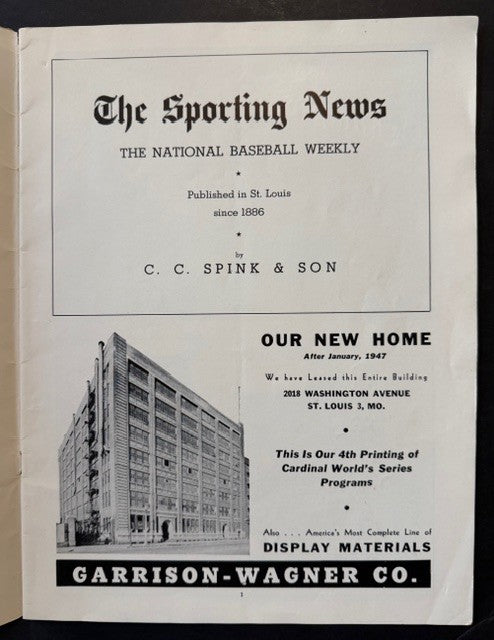 The Sporting News
THE NATIONAL BASEBALL WEEKLY
★
Published in St. Louis
since 1886
★
by
C. C. SPINK & SON
OUR NEW HOME
After January, 1947
We have Leased this Entire Building
2018 WASHINGTON AVENUE
ST. LOUIS 3, MO.
•
This Is Our 4th Printing of
Cardinal World's Series
Programs
•
Also . . . America's Most Complete Line of
DISPLAY MATERIALS
GARRISON-WAGNER CO.
1